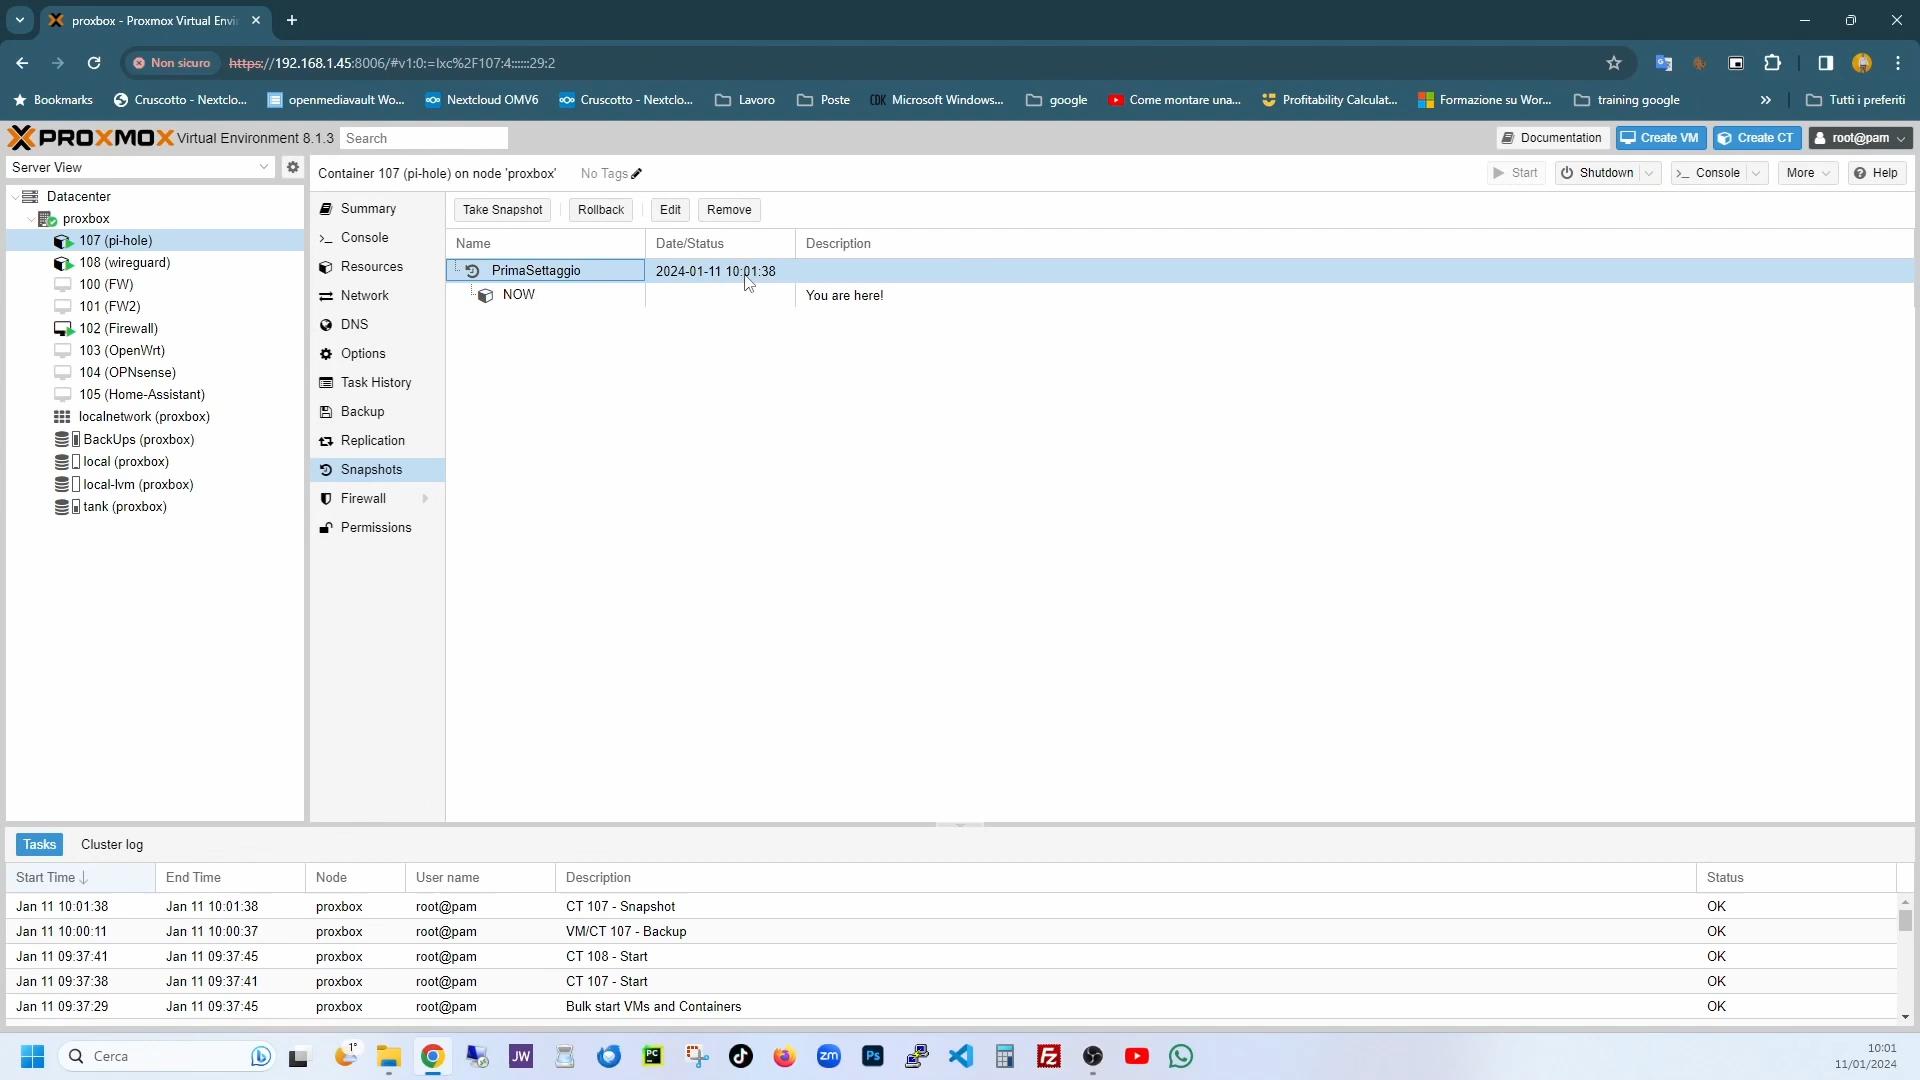 proxbox - Proxmox Virtual Envi
Non sicuro
https://192.168.1.45:8006/#v1:0:=lxc%2F107:4::::::29:2
Bookmarks
Cruscotto - Nextclo...
openmediavault Wo...
Nextcloud OMV6
Cruscotto - Nextclo...
Lavoro
Poste
CDK Microsoft Windows...
google
Come montare una...
Profitability Calculat...
Formazione su Wor...
training google
Tutti i preferiti
PROXMOX Virtual Environment 8.1.3
Search
Documentation
Create VM
Create CT
root@pam
Server View
Container 107 (pi-hole) on node 'proxbox'
No Tags
Start
Shutdown
Console
More
Help
Datacenter
proxbox
107 (pi-hole)
108 (wireguard)
100 (FW)
101 (FW2)
102 (Firewall)
103 (OpenWrt)
104 (OPNsense)
105 (Home-Assistant)
localnetwork (proxbox)
BackUps (proxbox)
local (proxbox)
local-lvm (proxbox)
tank (proxbox)
Summary
Console
Resources
Network
DNS
Options
Task History
Backup
Replication
Snapshots
Firewall
Permissions
Take Snapshot
Rollback
Edit
Remove
Name
Date/Status
Description
PrimaSettaggio
2024-01-11 10:01:38
NOW
You are here!
Tasks
Cluster log
Start Time
End Time
Node
User name
Description
Status
Jan 11 10:01:38 Jan 11 10:01:38 proxbox root@pam CT 107 - Snapshot OK
Jan 11 10:00:11 Jan 11 10:00:37 proxbox root@pam VM/CT 107 - Backup OK
Jan 11 09:37:41 Jan 11 09:37:45 proxbox root@pam CT 108 - Start OK
Jan 11 09:37:38 Jan 11 09:37:41 proxbox root@pam CT 107 - Start OK
Jan 11 09:37:29 Jan 11 09:37:45 proxbox root@pam Bulk start VMs and Containers OK
Cerca
1°
JW
PC
zm
Ps
FZ
10:01
11/01/2024